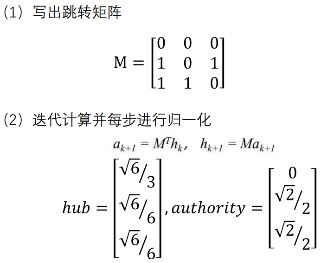 (1) 写出跳转矩阵
M = [0 0 0
1 0 1
1 1 0]
(2) 迭代计算并每步进行归一化
a_{k+1} = M^T h_k, h_{k+1} = Ma_{k+1}
hub = [√6/3
√6/6
√6/6], authority = [0
√2/2
√2/2]